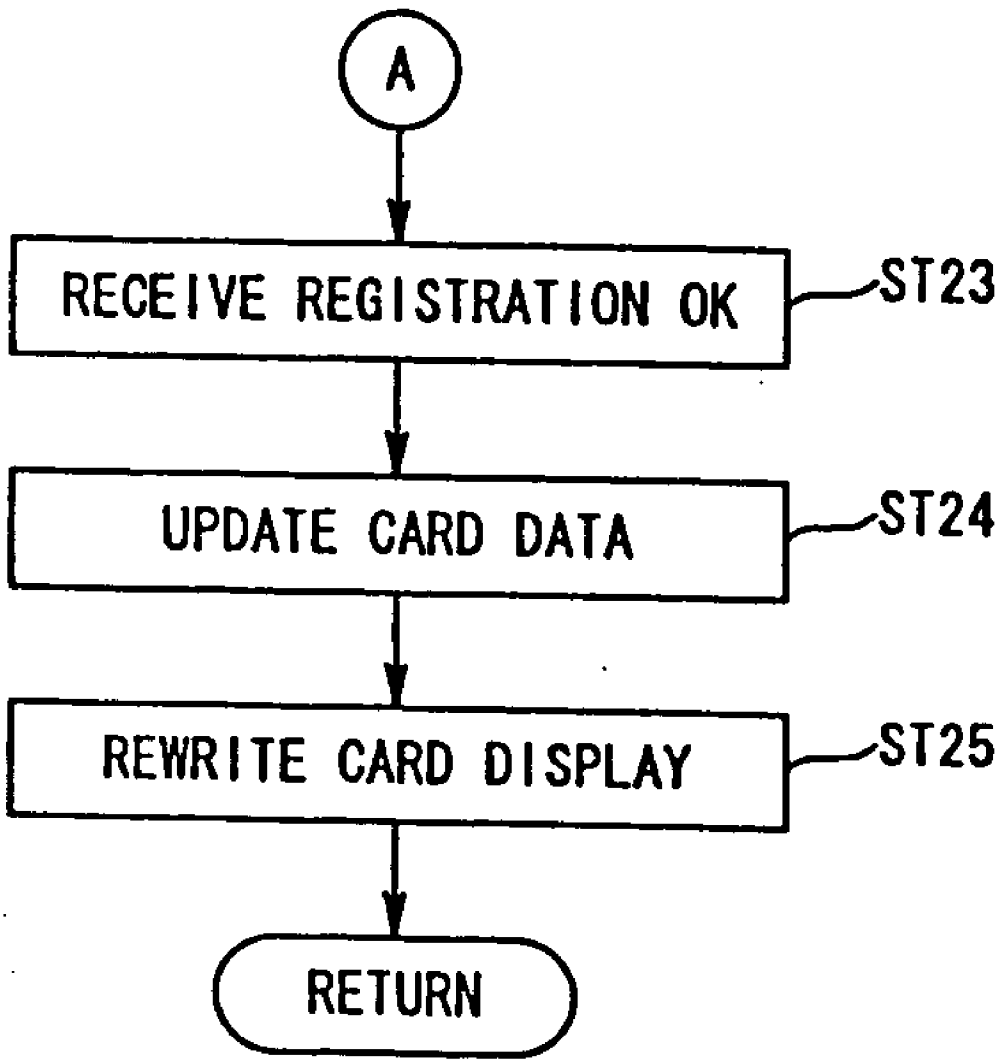 A
RECEIVE REGISTRATION OK
ST23
UPDATE CARD DATA
ST24
REWRITE CARD DISPLAY
ST25
RETURN